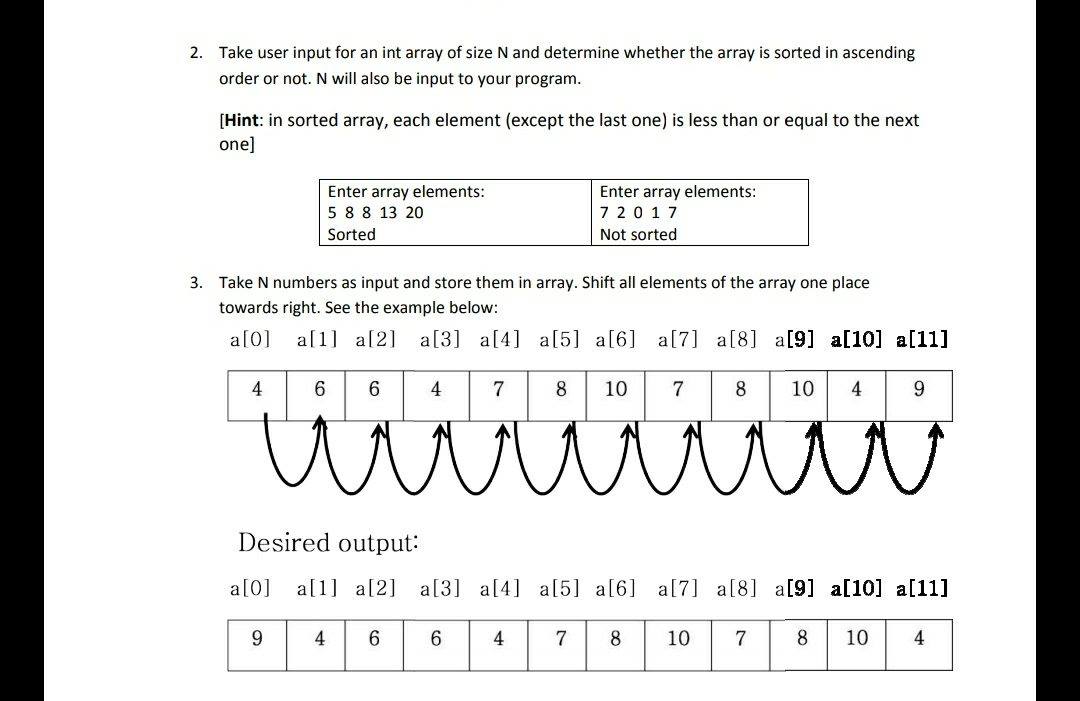 2. Take user input for an int array of size N and determine whether the array is sorted in ascending
order or not. N will also be input to your program.
[Hint: in sorted array, each element (except the last one) is less than or equal to the next
one]
Enter array elements:
5 8 8 13 20
Sorted
Enter array elements:
7 2 0 1 7
Not sorted
3. Take N numbers as input and store them in array. Shift all elements of the array one place
towards right. See the example below:
a[0] a[1] a[2] a[3] a[4] a[5] a[6] a[7] a[8] a[9] a[10] a[11]
4 6 6 4 7 8 10 7 8 10 4 9
Desired output:
a[0] a[1] a[2] a[3] a[4] a[5] a[6] a[7] a[8] a[9] a[10] a[11]
9 4 6 6 4 7 8 10 7 8 10 4